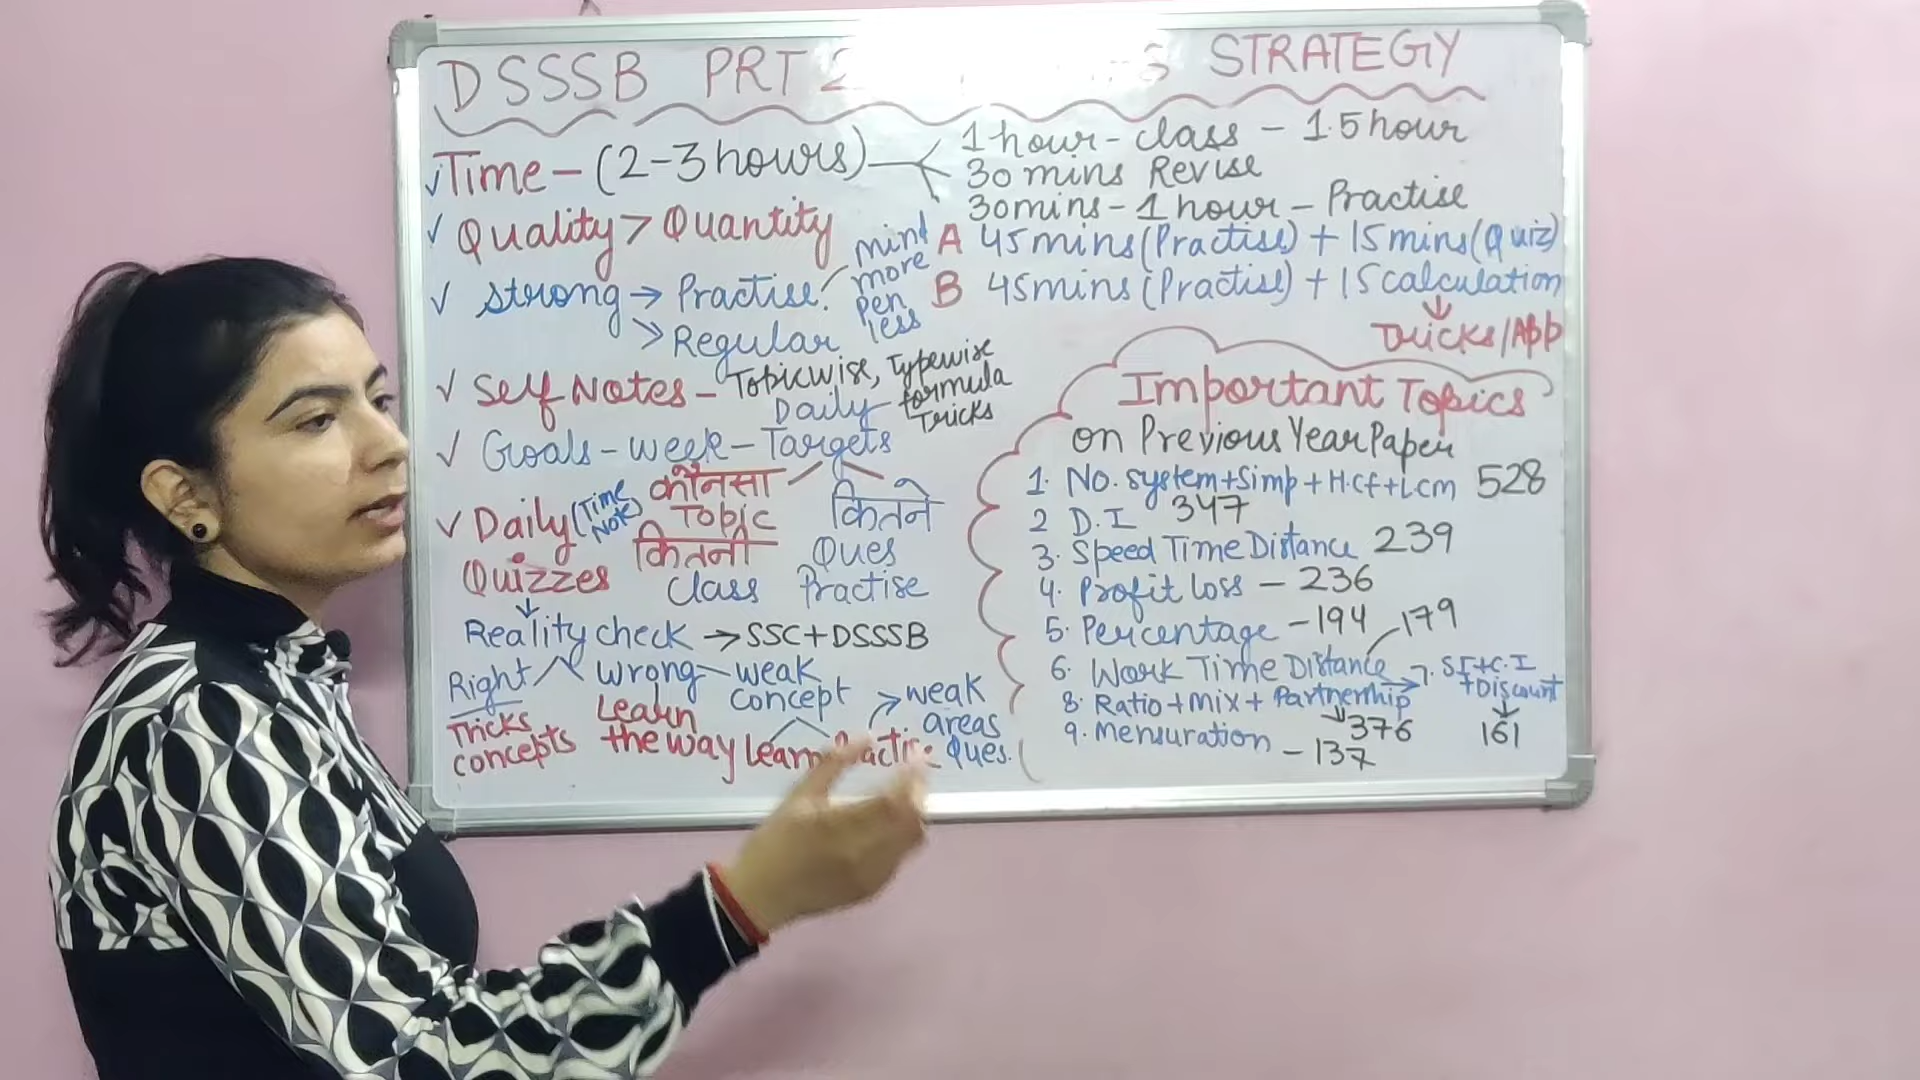 DSSSB PRT STRATEGY
Time - (2-3 hours)
1 hour - class - 1.5 hour
30 mins Revise
30mins - 1 hour - Practise
Quality > Quantity
A 45 mins (Practise) + 15 mins (Quiz)
B 45mins (Practise) + 15 calculation
Tricks/App
strong → Practise
mind
more
pen
less
Regular
Self Notes - Topicwise, Typewise
Daily formula
Tricks
Goals - week - Targets
कौनसा
Topic
कितनी
class
कितने
Ques
Practise
Daily (Time
Note)
Quizzes
Reality check → SSC+DSSSB
Right wrong - weak
concept → weak
areas
Tricks
concepts
Learn
the way
learn Practise Ques.
Important Topics
on Previous Year Paper
1. No. system+Simp+H.cf+L.cm 528
2 D.I 347
3. Speed Time Distance 239
4. Profit loss - 236
5. Percentage - 194
6. Work Time Distance 179
7. S.I+C.I
+Discount
161
8. Ratio+mix+Partnership
376
9. Mensuration - 137